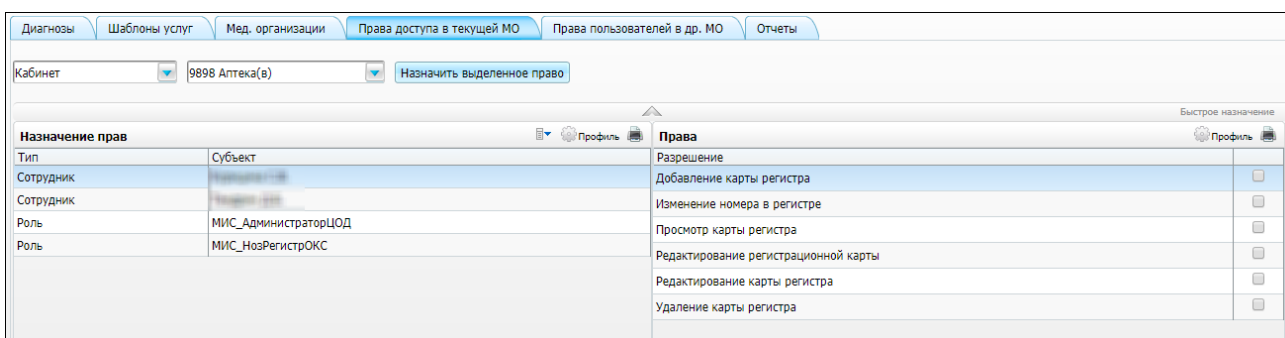 Диагнозы Шаблоны услуг Мед. организации Права доступа в текущей МО Права пользователей в др. МО Отчеты
Кабинет 9898 Аптека(в) Назначить выделенное право
Быстрое назначение
Назначение прав Профиль Права Профиль
Тип Субъект Разрешение
Сотрудник Добавление карты регистра
Сотрудник Изменение номера в регистре
Роль МИС_АдминистраторЦОД Просмотр карты регистра
Роль МИС_НозРегистрОКС Редактирование регистрационной карты
Редактирование карты регистра
Удаление карты регистра